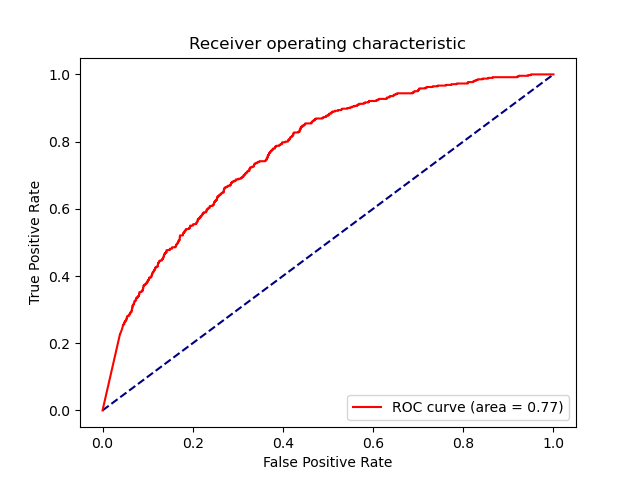 Receiver operating characteristic
1.0
0.8
0.6
0.4
0.2
0.0
True Positive Rate
ROC curve (area = 0.77)
0.0 0.2 0.4 0.6 0.8 1.0
False Positive Rate